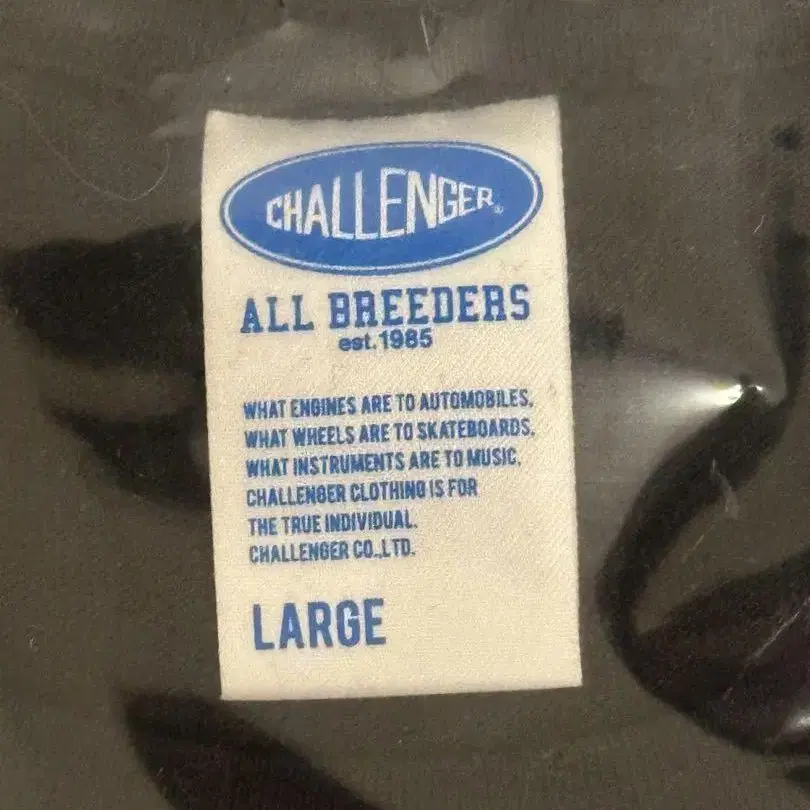 CHALLENGER®
ALL BREEDERS
est.1985
WHAT ENGINES ARE TO AUTOMOBILES.
WHAT WHEELS ARE TO SKATEBOARDS.
WHAT INSTRUMENTS ARE TO MUSIC.
CHALLENGER CLOTHING IS FOR
THE TRUE INDIVIDUAL.
CHALLENGER CO.,LTD.
LARGE